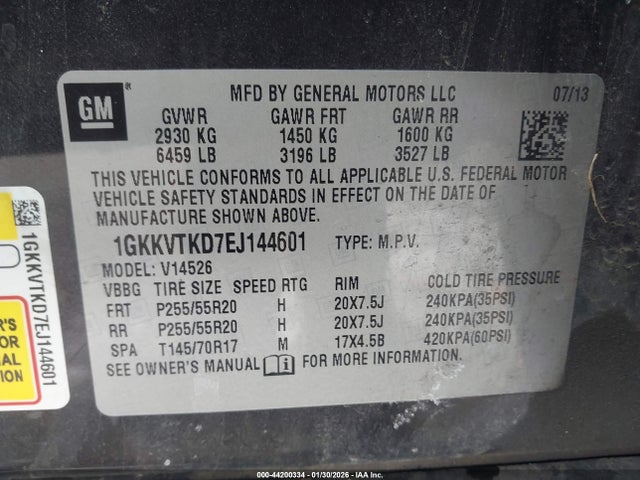 GM
MFD BY GENERAL MOTORS LLC 07/13
GVWR GAWR FRT GAWR RR
2930 KG 1450 KG 1600 KG
6459 LB 3196 LB 3527 LB
THIS VEHICLE CONFORMS TO ALL APPLICABLE U.S. FEDERAL MOTOR
VEHICLE SAFETY STANDARDS IN EFFECT ON THE DATE OF
MANUFACTURE SHOWN ABOVE.
1GKKVTKD7EJ144601 TYPE: M.P.V.
MODEL: V14526
VBBG TIRE SIZE SPEED RTG RIM COLD TIRE PRESSURE
FRT P255/55R20 H 20X7.5J 240KPA(35PSI)
RR P255/55R20 H 20X7.5J 240KPA(35PSI)
SPA T145/70R17 M 17X4.5B 420KPA(60PSI)
SEE OWNER'S MANUAL i FOR MORE INFORMATION.
1GKKVTKD7EJ144601
000-44200334 | 01/30/2026 - IAA Inc.